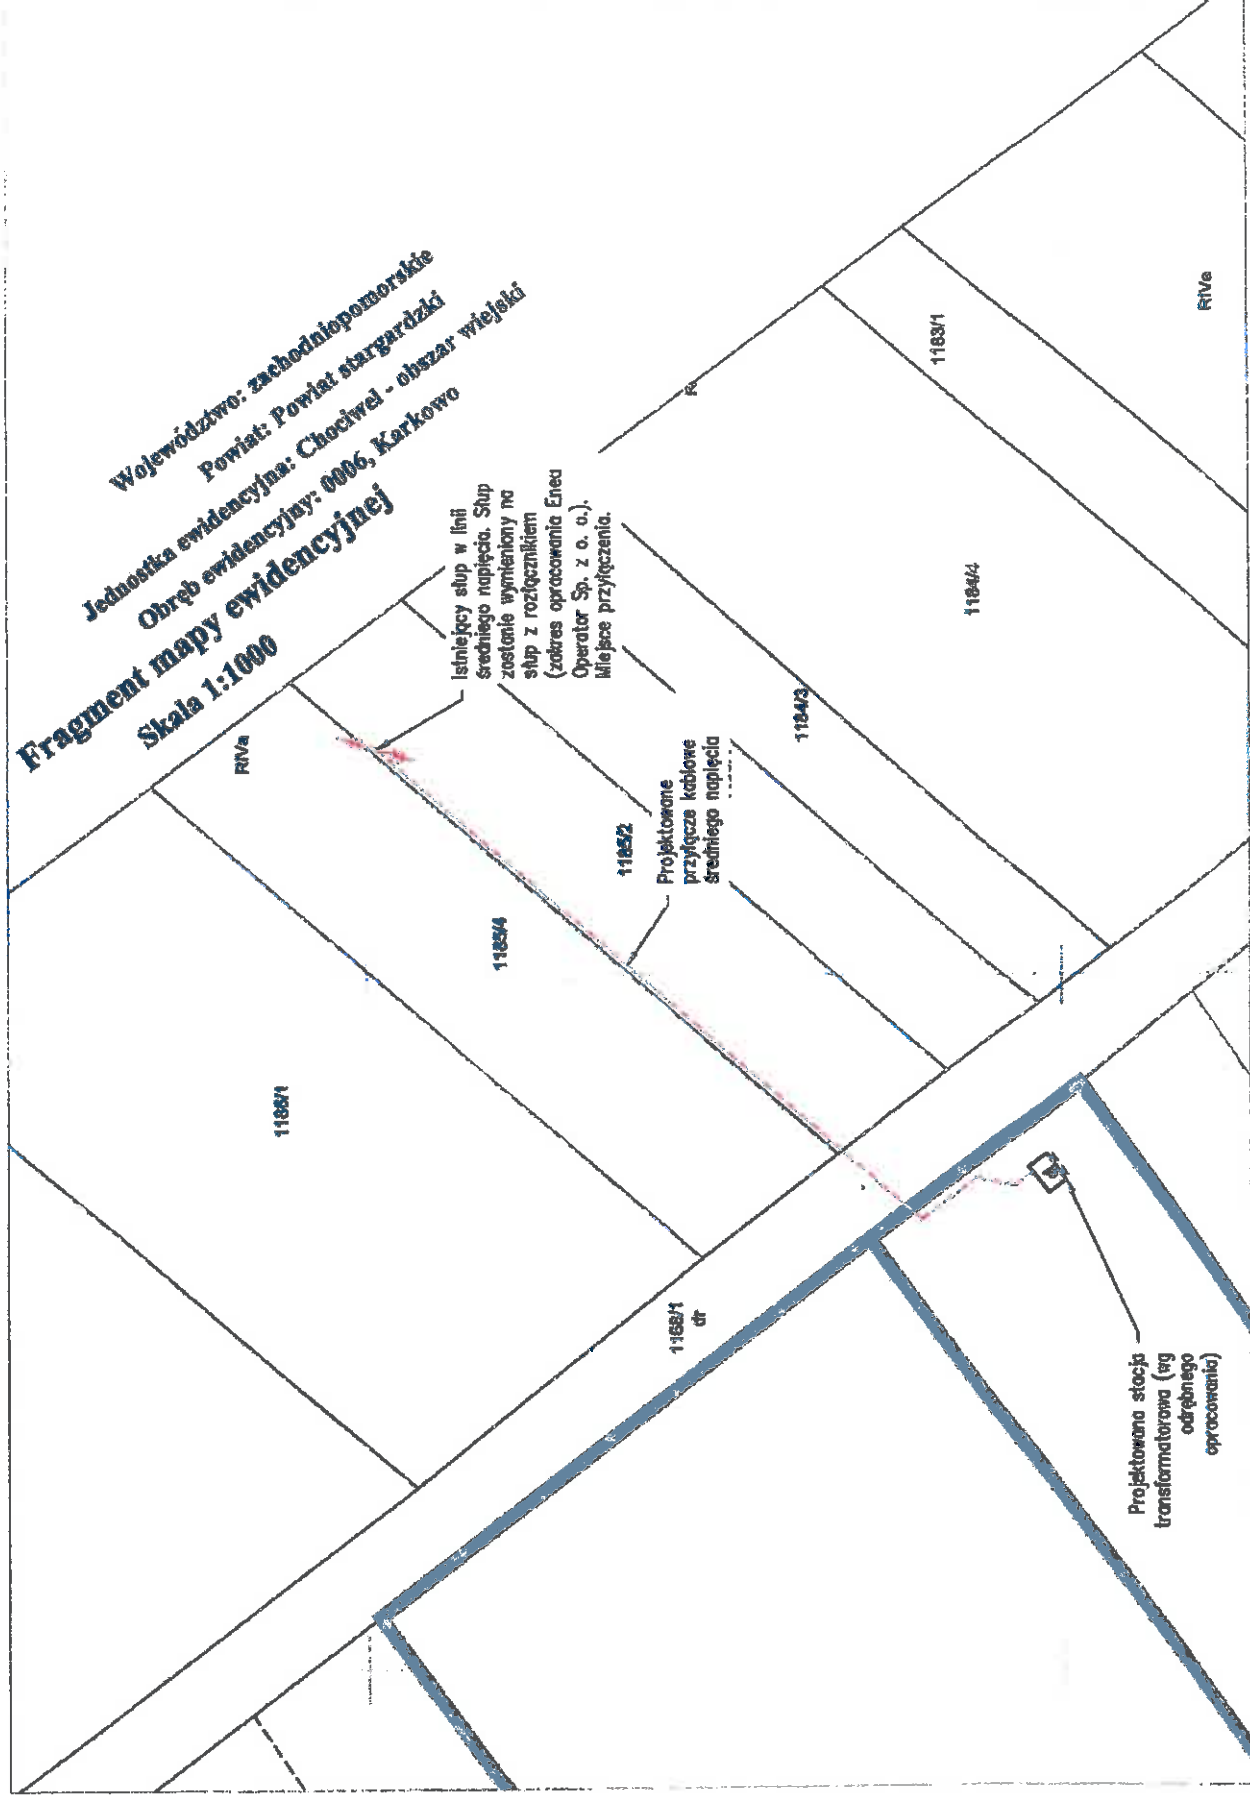 Województwo: zachodniopomorskie
Powiat: Powiat stargardzki
Jednostka ewidencyjna: Chociwel - obszar wiejski
Obręb ewidencyjny: 0006, Karkowo
Fragment mapy ewidencyjnej
Skala 1:1000
Istniejący słup w linii
średniego napięcia. Słup
zostanie wymieniony na
słup z rozłącznikiem
(zakres opracowania Enea
Operator Sp. z o. o.).
Miejsce przyłączenia.
RIVa
1186/1
1185/4
1185/2
Projektowane
przyłącze kablowe
średniego napięcia
1184/3
1184/4
1183/1
RIVa
R
1168/1
dr
Projektowana stacja
transformatorowa (wg
odrębnego
opracowania)